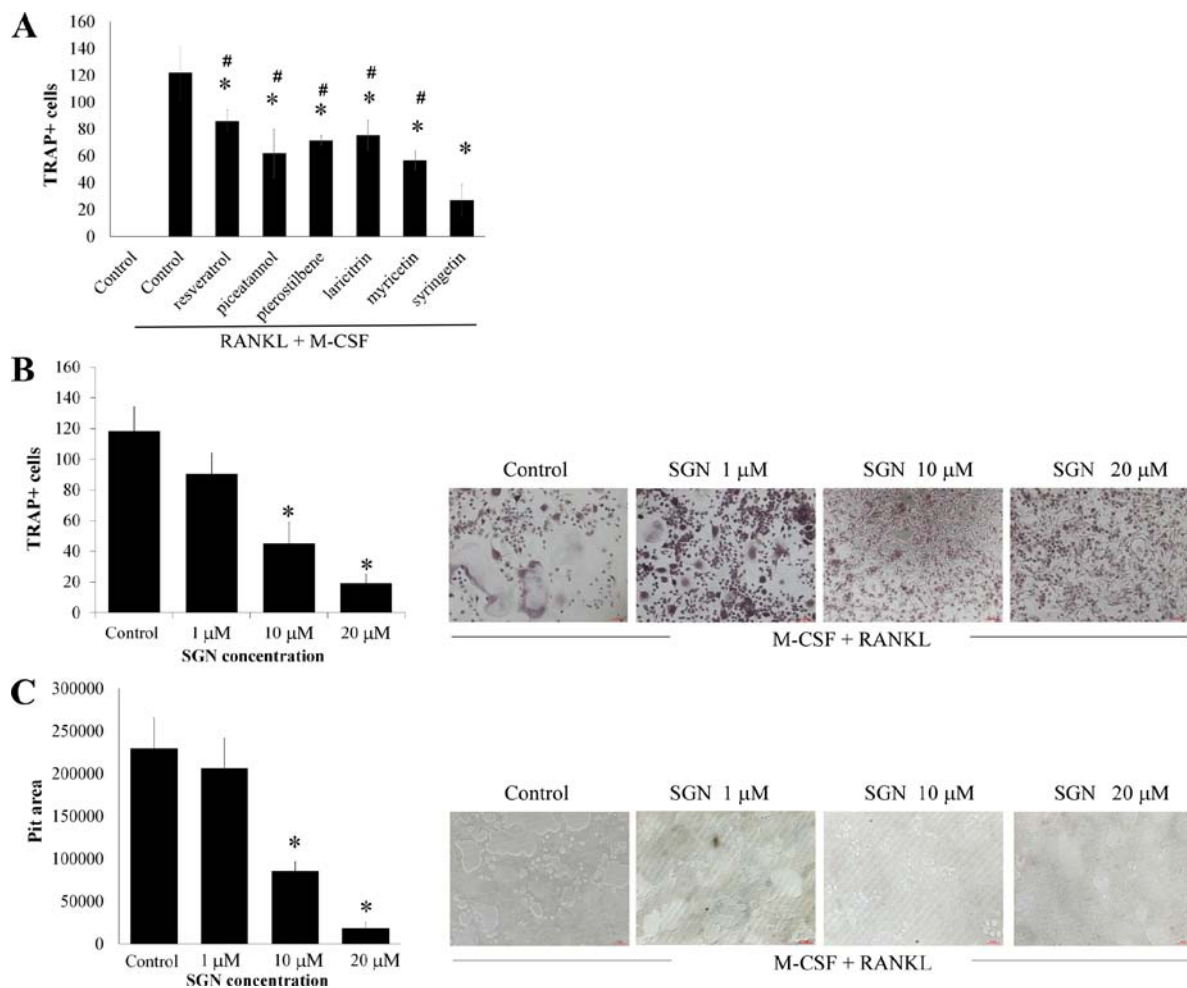 A
160
140
120
100
80
60
40
20
0
TRAP+ cells
# # # # #
* * * * * *
Control Control resveratrol piceatannol pterostilbene laricitrin myricetin syringetin
RANKL + M-CSF
B
160
140
120
100
80
60
40
20
0
TRAP+ cells
* *
Control 1 μM 10 μM 20 μM
SGN concentration
Control SGN 1 μM SGN 10 μM SGN 20 μM
M-CSF + RANKL
C
300000
250000
200000
150000
100000
50000
0
Pit area
* *
Control 1 μM 10 μM 20 μM
SGN concentration
Control SGN 1 μM SGN 10 μM SGN 20 μM
M-CSF + RANKL